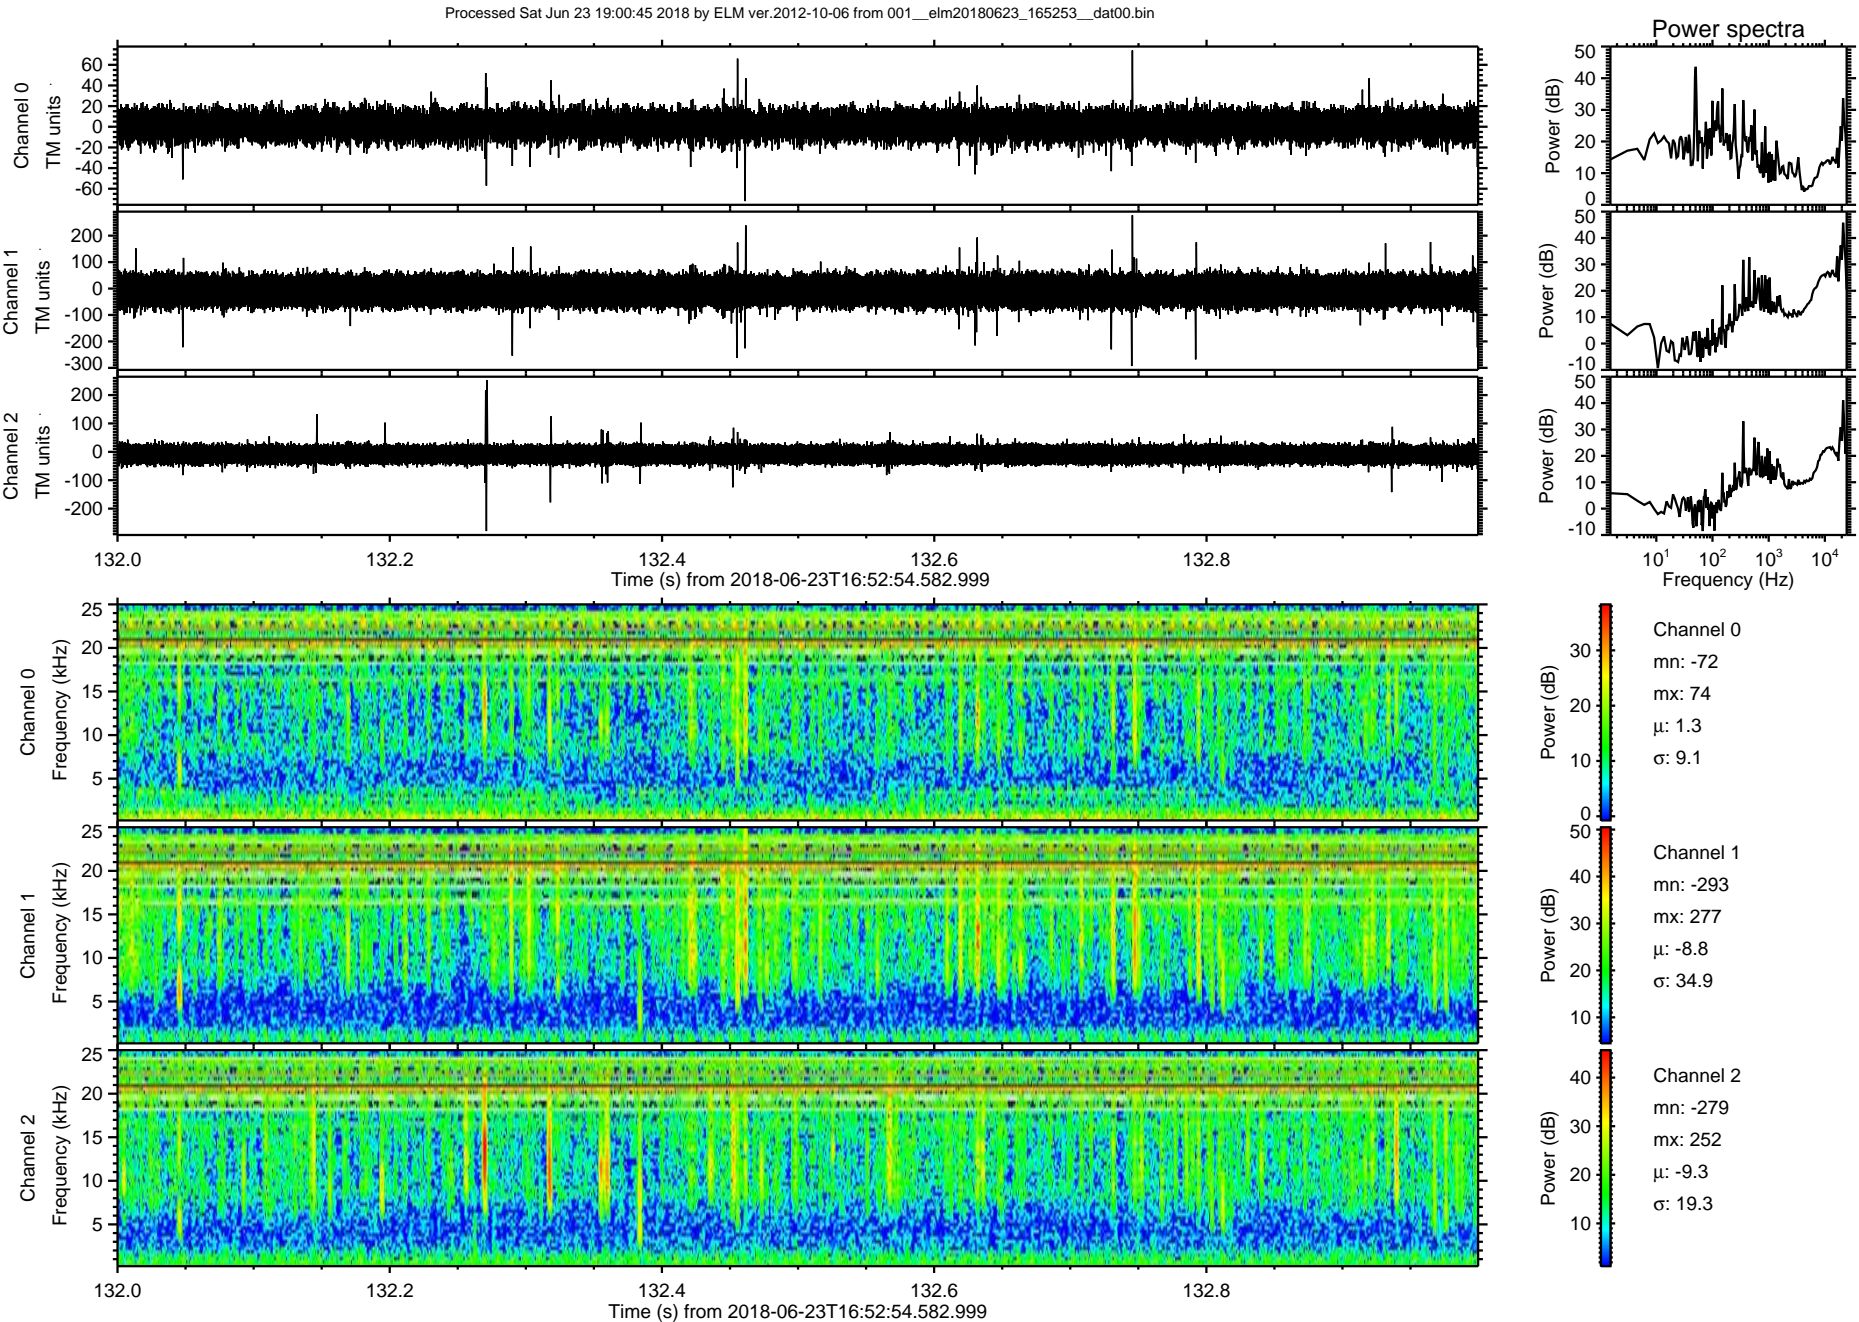 Processed Sat Jun 23 19:00:45 2018 by ELM ver.2012-10-06 from 001__elm20180623_165253__dat00.bin
Power spectra
Channel 0
TM units
60
40
20
0
-20
-40
-60
Power (dB)
50
40
30
20
10
0
Channel 1
TM units
200
100
0
-100
-200
-300
Power (dB)
50
40
30
20
10
0
-10
Channel 2
TM units
200
100
0
-100
-200
Power (dB)
50
40
30
20
10
0
-10
132.0 132.2 132.4 132.6 132.8
Time (s) from 2018-06-23T16:52:54.582.999
10^1 10^2 10^3 10^4
Frequency (Hz)
Channel 0
Frequency (kHz)
25
20
15
10
5
Power (dB)
30
20
10
0
Channel 0
mn: -72
mx: 74
μ: 1.3
σ: 9.1
Channel 1
Frequency (kHz)
25
20
15
10
5
Power (dB)
50
40
30
20
10
Channel 1
mn: -293
mx: 277
μ: -8.8
σ: 34.9
Channel 2
Frequency (kHz)
25
20
15
10
5
Power (dB)
40
30
20
10
Channel 2
mn: -279
mx: 252
μ: -9.3
σ: 19.3
132.0 132.2 132.4 132.6 132.8
Time (s) from 2018-06-23T16:52:54.582.999